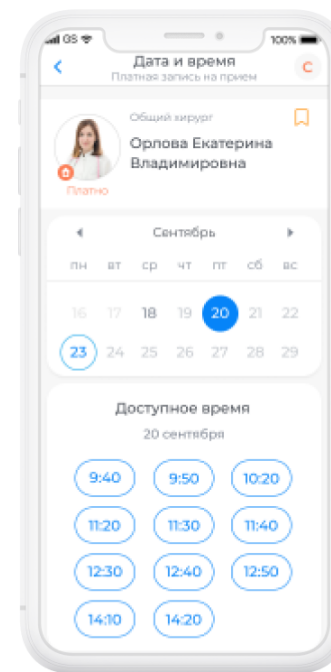 GS 100%
Дата и время
Платная запись на прием
С
Общий хирург
Орлова Екатерина
Владимировна
Платно
Сентябрь
пн вт ср чт пт сб вс
16 17 18 19 20 21 22
23 24 25 26 27 28 29
Доступное время
20 сентября
9:40 9:50 10:20
11:20 11:30 11:40
12:30 12:40 12:50
14:10 14:20